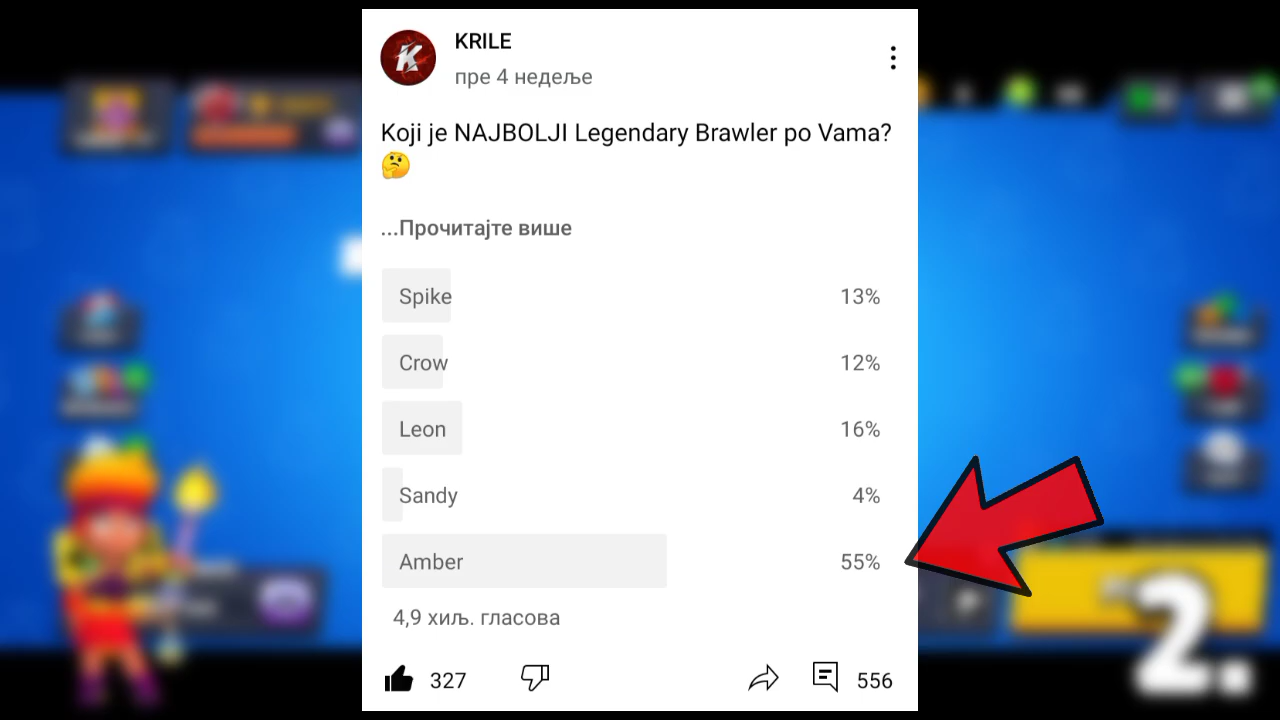 KRILE
пре 4 недеље
Koji je NAJBOLJI Legendary Brawler po Vama?
🤔
...Прочитајте више
Spike 13%
Crow 12%
Leon 16%
Sandy 4%
Amber 55%
4,9 хиљ. гласова
327 556
2.